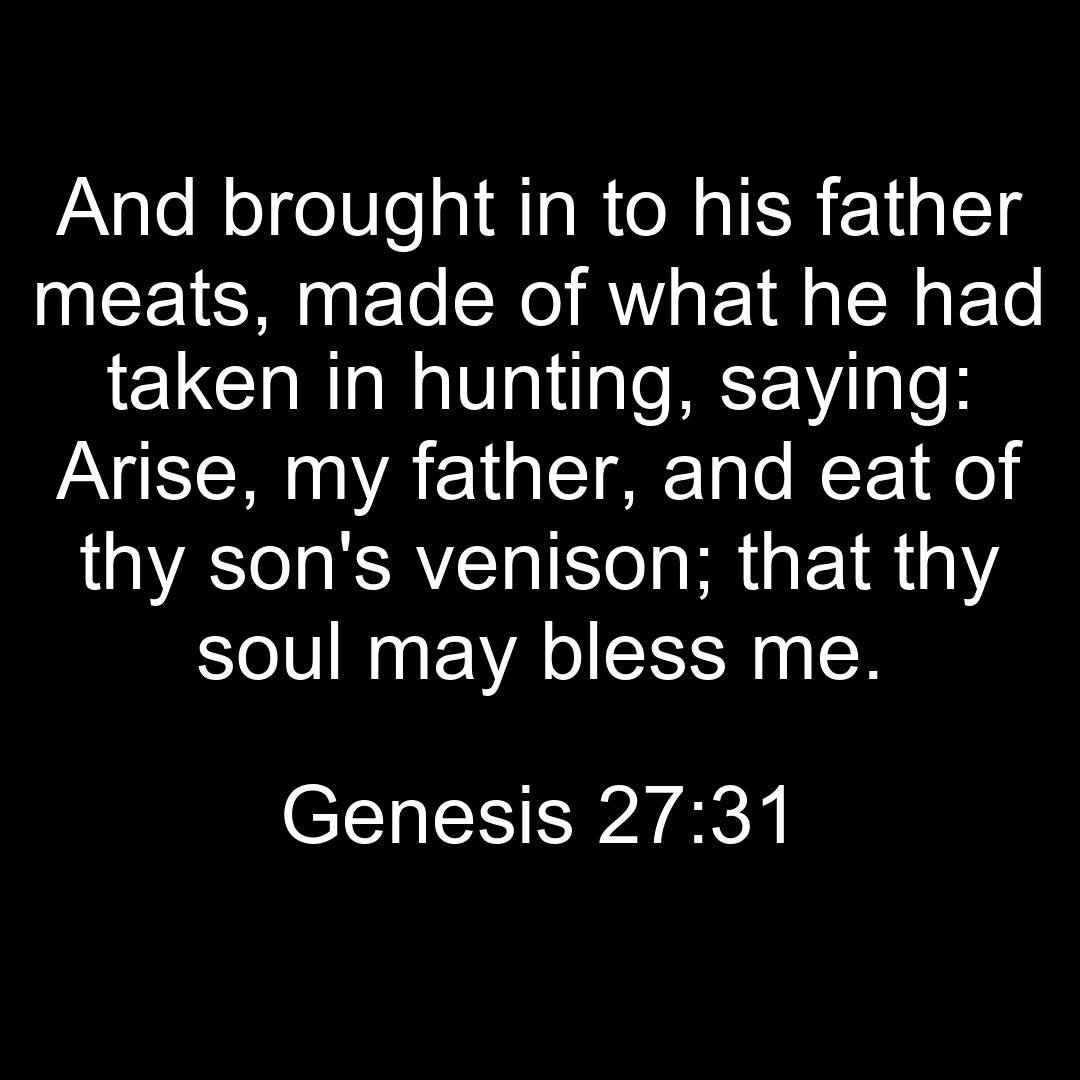 And brought in to his father
meats, made of what he had
taken in hunting, saying:
Arise, my father, and eat of
thy son's venison; that thy
soul may bless me.
Genesis 27:31